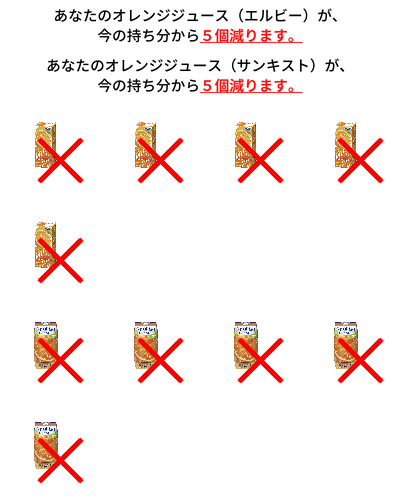 あなたのオレンジジュース（エルビー）が、
今の持ち分から５個減ります。
あなたのオレンジジュース（サンキスト）が、
今の持ち分から５個減ります。